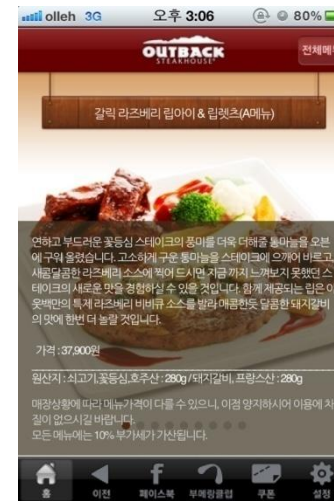 olleh 3G 오후 3:06 80%
OUTBACK
STEAKHOUSE
전체메뉴
갈릭 라즈베리 립아이 & 립렛츠(A메뉴)
연하고 부드러운 꽃등심 스테이크의 풍미를 더욱 더해줄 통마늘을 오븐
에 구워 올렸습니다. 고소하게 구운 통마늘을 스테이크에 으깨어 바르고,
새콤달콤한 라즈베리 소스에 찍어 드시면 지금까지 느껴보지 못했던 스
테이크의 새로운 맛을 경험하실 수 있을 것입니다. 함께 제공되는 립은 아
웃백만의 특제 라즈베리 비비큐 소스를 발라 매콤한듯 달콤한 돼지갈비
의 맛에 한번 더 놀랄 것입니다.
가격 : 37,900원
원산지 : 쇠고기,꽃등심,호주산 : 280g / 돼지갈비, 프랑스산 : 280g
매장상황에 따라 메뉴가격이 다를 수 있으니, 이점 양지하시어 이용에 차
질이 없으시길 바랍니다.
모든 메뉴에는 10% 부가세가 가산됩니다.
홈 이전 페이스북 부메랑클럽 쿠폰 설정